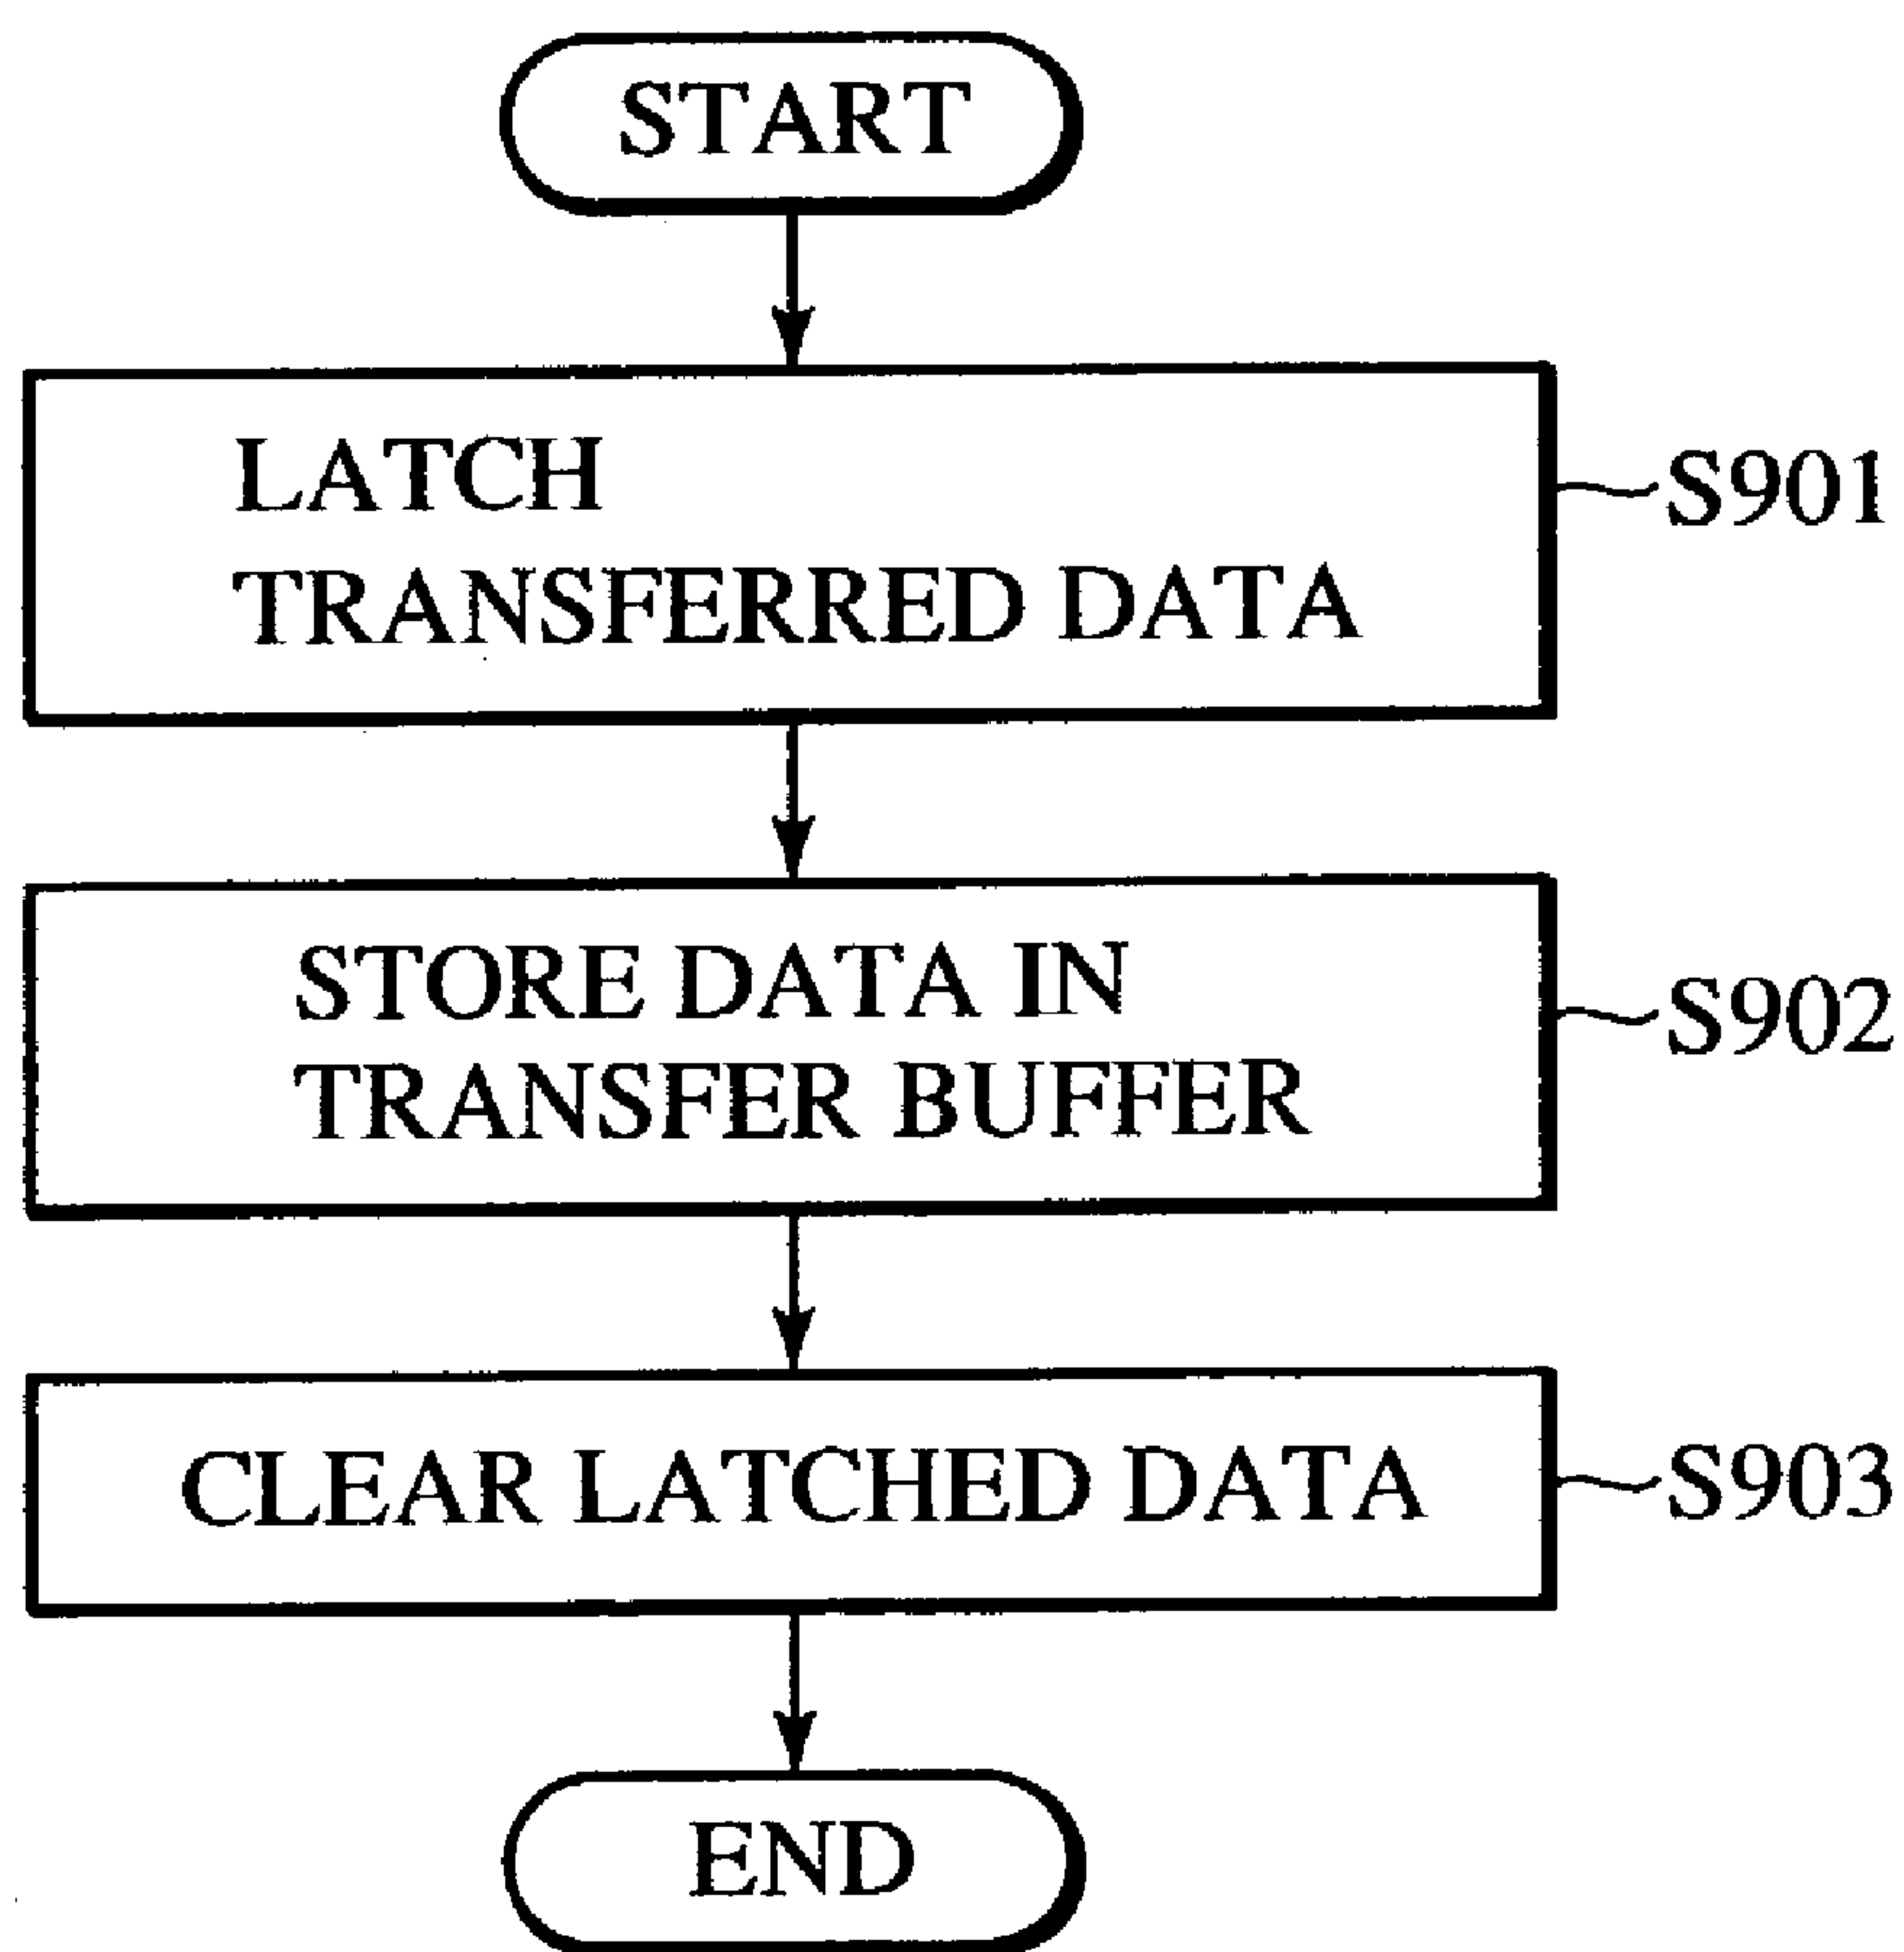 START
LATCH
TRANSFERRED DATA
S901
STORE DATA IN
TRANSFER BUFFER
S902
CLEAR LATCHED DATA
S903
END